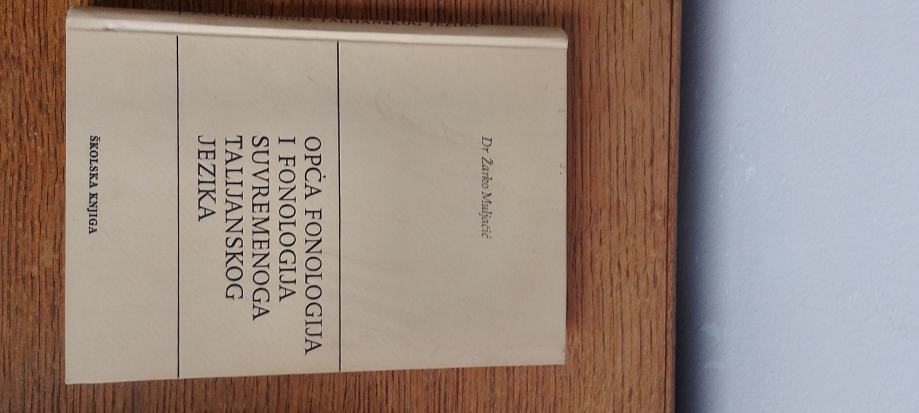 Dr Žarko Muljačić
OPĆA FONOLOGIJA
I FONOLOGIJA
SUVREMENOGA
TALIJANSKOG
JEZIKA
ŠKOLSKA KNJIGA